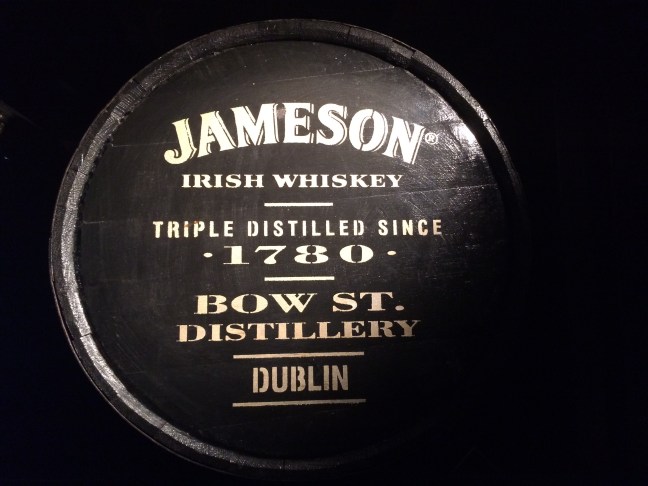 JAMESON®
IRISH WHISKEY
TRIPLE DISTILLED SINCE
·1780·
BOW ST.
DISTILLERY
DUBLIN